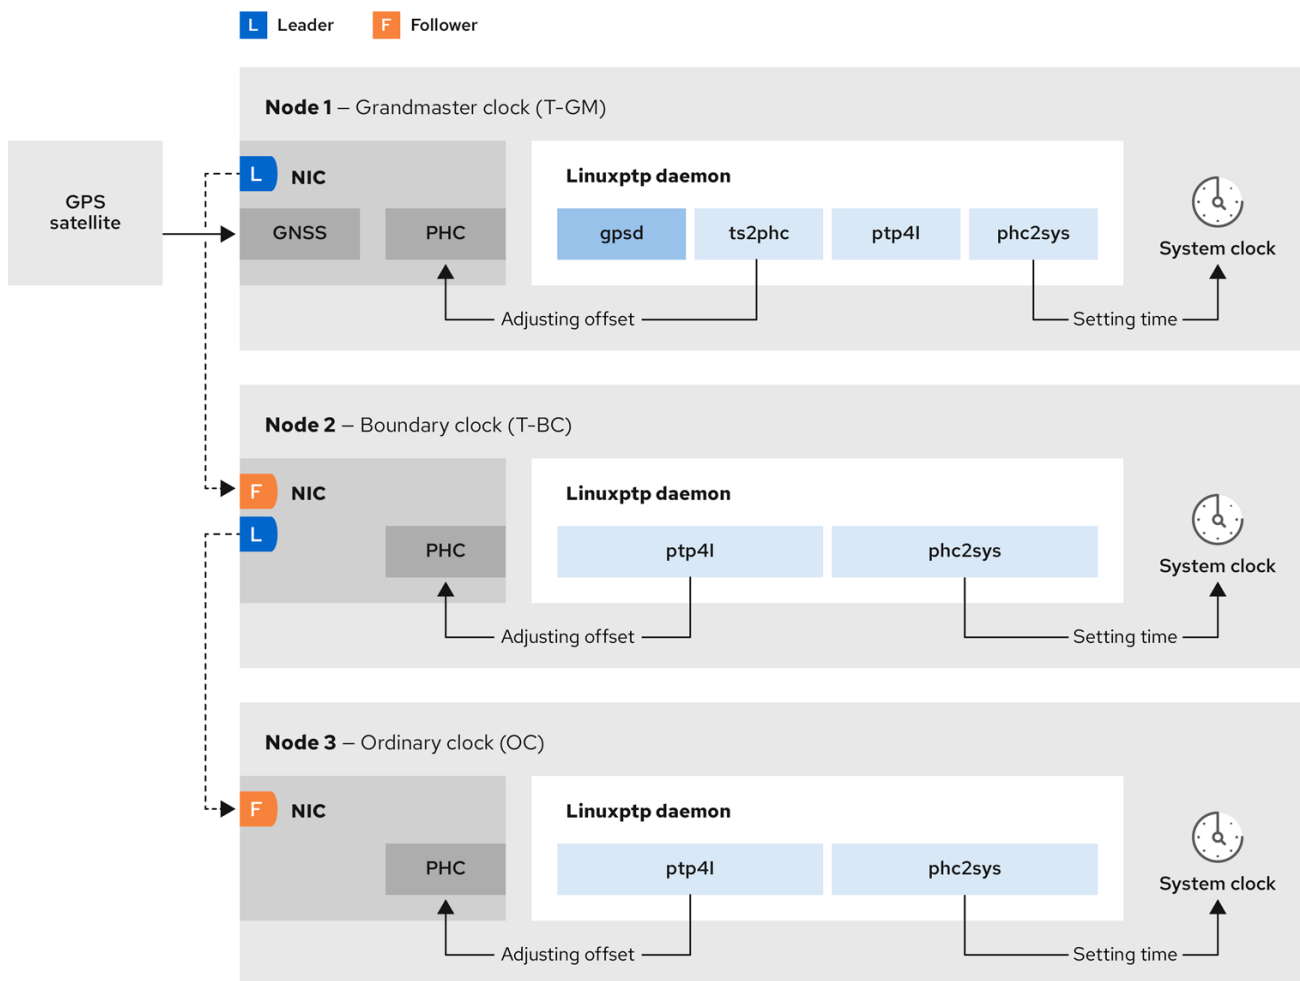 L Leader F Follower
Node 1 – Grandmaster clock (T-GM)
GPS
satellite
L NIC
GNSS PHC
Linuxptp daemon
gpsd ts2phc ptp4l phc2sys
System clock
Adjusting offset
Setting time
Node 2 – Boundary clock (T-BC)
F NIC
L
PHC
Linuxptp daemon
ptp4l phc2sys
System clock
Adjusting offset
Setting time
Node 3 – Ordinary clock (OC)
F NIC
PHC
Linuxptp daemon
ptp4l phc2sys
System clock
Adjusting offset
Setting time